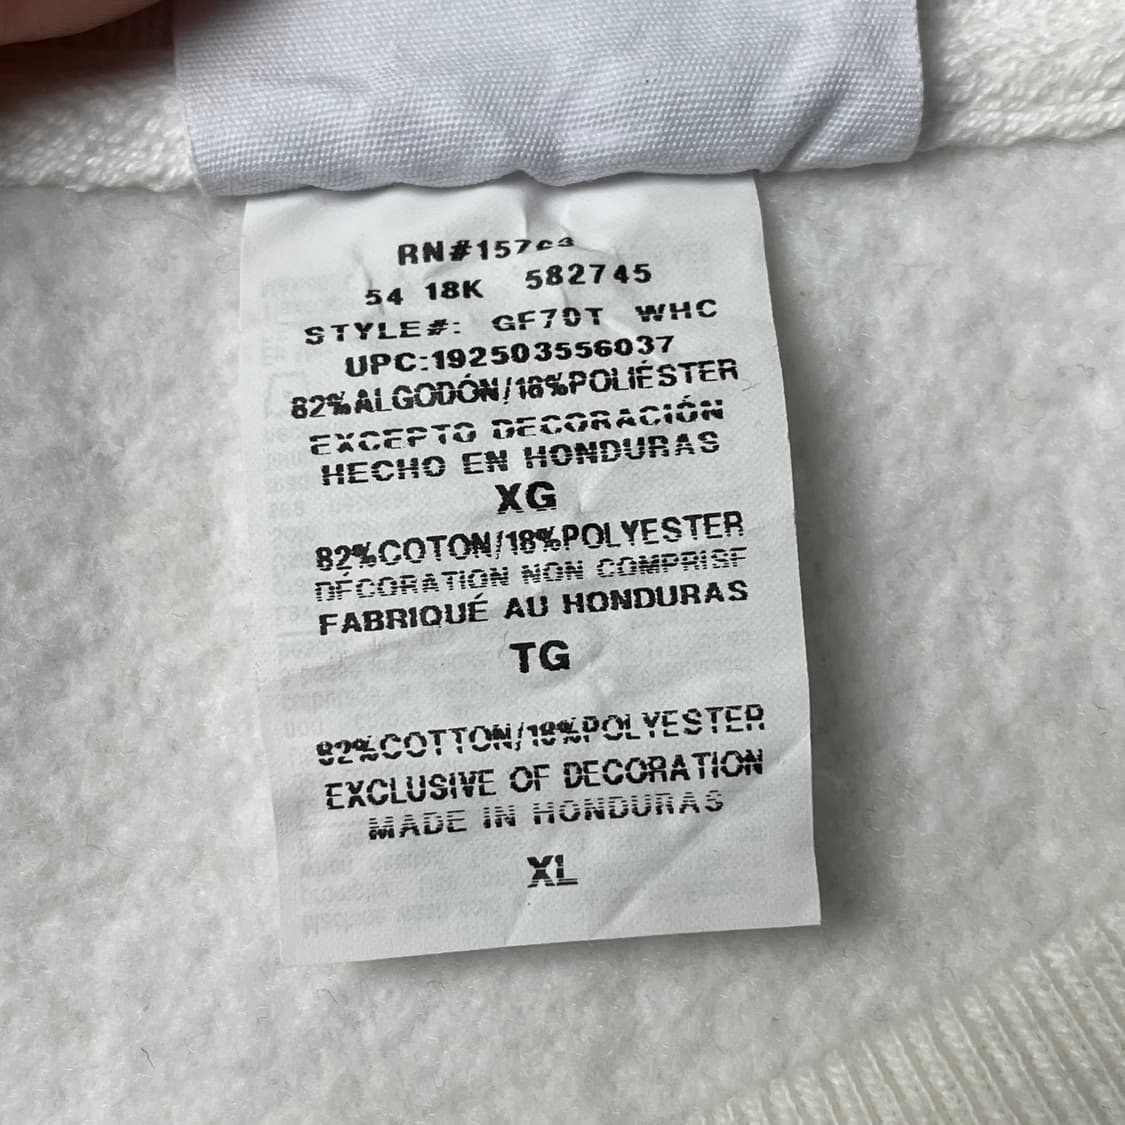 54 18K 582745
STYLE#: GF70T WHC
UPC:192503556037
82%ALGODÓN/18%POLIÉSTER
EXCEPTO DECORACIÓN
HECHO EN HONDURAS
XG
82%COTON/18%POLYESTER
DÉCORATION NON COMPRISE
FABRIQUÉ AU HONDURAS
TG
82%COTTON/18%POLYESTER
EXCLUSIVE OF DECORATION
MADE IN HONDURAS
XL